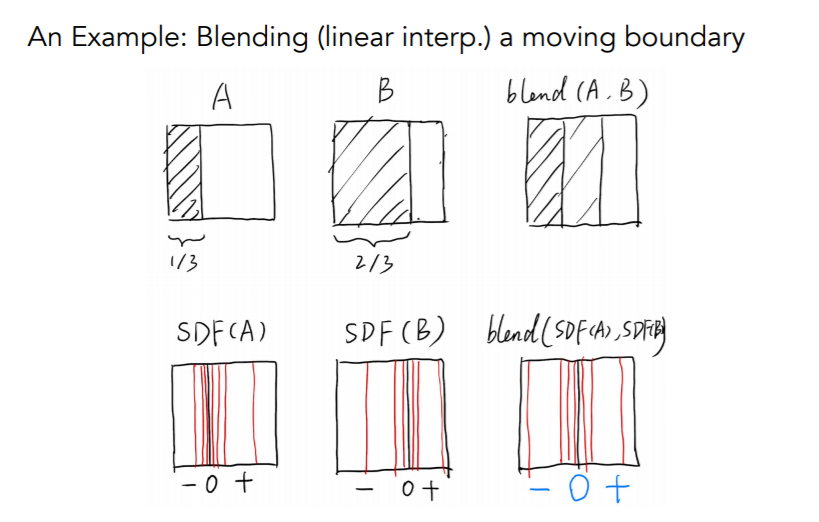 An Example: Blending (linear interp.) a moving boundary
A B blend (A.B)
1/3 2/3
SDF(A) SDF(B) blend(SDF(A),SDF(B)
- 0 + - 0 + - 0 +